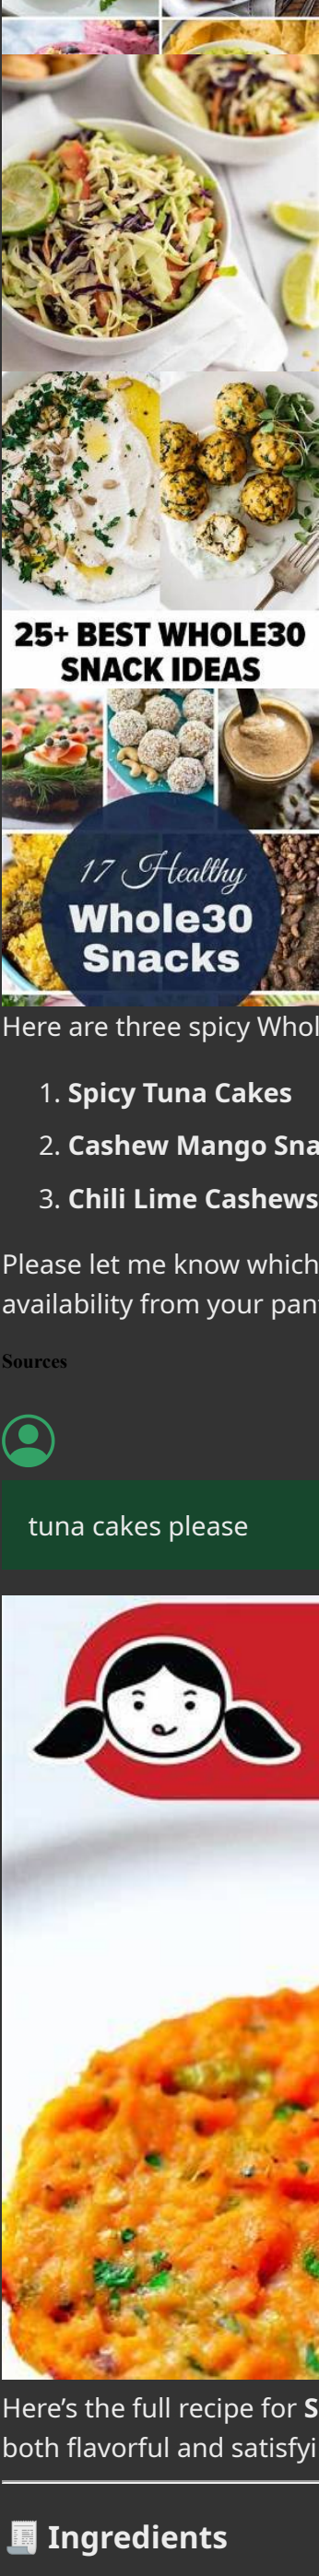 25+ BEST WHOLE30
SNACK IDEAS
17 Healthy
Whole30
Snacks
Here are three spicy Whol
1. Spicy Tuna Cakes
2. Cashew Mango Sna
3. Chili Lime Cashews
Please let me know which
availability from your pan
Sources
tuna cakes please
Here’s the full recipe for S
both flavorful and satisfyi
Ingredients